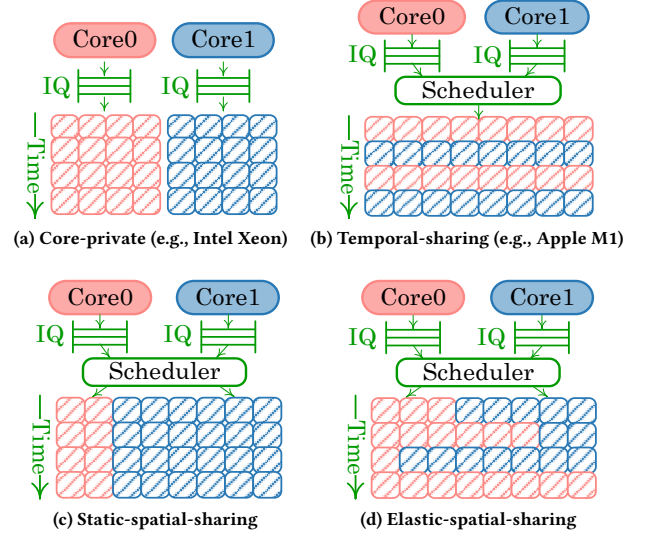 Core0
Core1
IQ
IQ
Time
(a) Core-private (e.g., Intel Xeon)
Core0
Core1
IQ
IQ
Scheduler
Time
(b) Temporal-sharing (e.g., Apple M1)
Core0
Core1
IQ
IQ
Scheduler
Time
(c) Static-spatial-sharing
Core0
Core1
IQ
IQ
Scheduler
Time
(d) Elastic-spatial-sharing